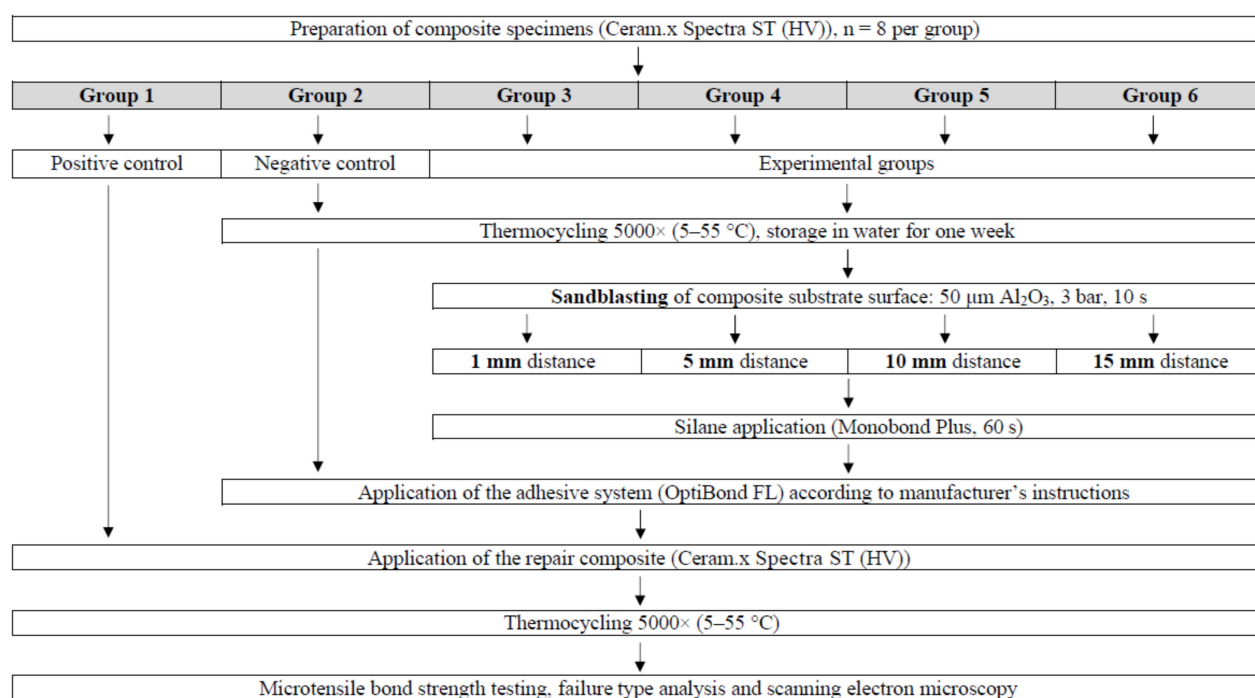 Preparation of composite specimens (Ceram.x Spectra ST (HV)), n = 8 per group)
Group 1 Group 2 Group 3 Group 4 Group 5 Group 6
Positive control Negative control Experimental groups
Thermocycling 5000× (5–55 °C), storage in water for one week
Sandblasting of composite substrate surface: 50 μm Al₂O₃, 3 bar, 10 s
1 mm distance 5 mm distance 10 mm distance 15 mm distance
Silane application (Monobond Plus, 60 s)
Application of the adhesive system (OptiBond FL) according to manufacturer’s instructions
Application of the repair composite (Ceram.x Spectra ST (HV))
Thermocycling 5000× (5–55 °C)
Microtensile bond strength testing, failure type analysis and scanning electron microscopy